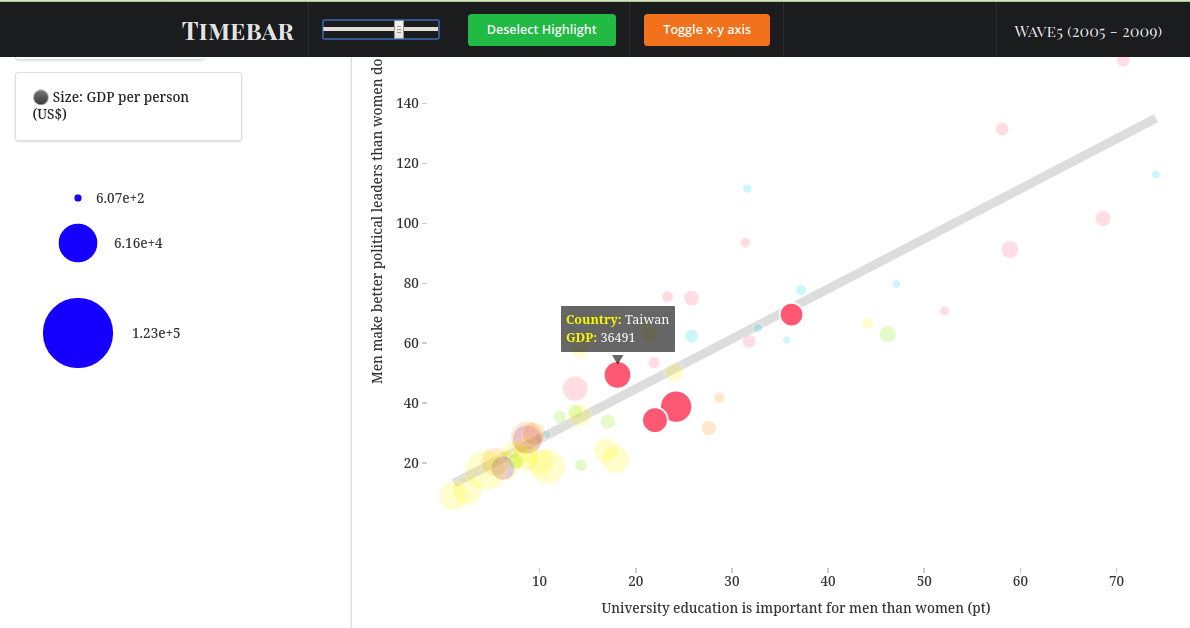 TIMEBAR
Deselect Highlight
Toggle x-y axis
WAVE5 (2005 - 2009)
Size: GDP per person
(US$)
6.07e+2
6.16e+4
1.23e+5
Men make better political leaders than women do
140
120
100
80
60
40
20
Country: Taiwan
GDP: 36491
10
20
30
40
50
60
70
University education is important for men than women (pt)